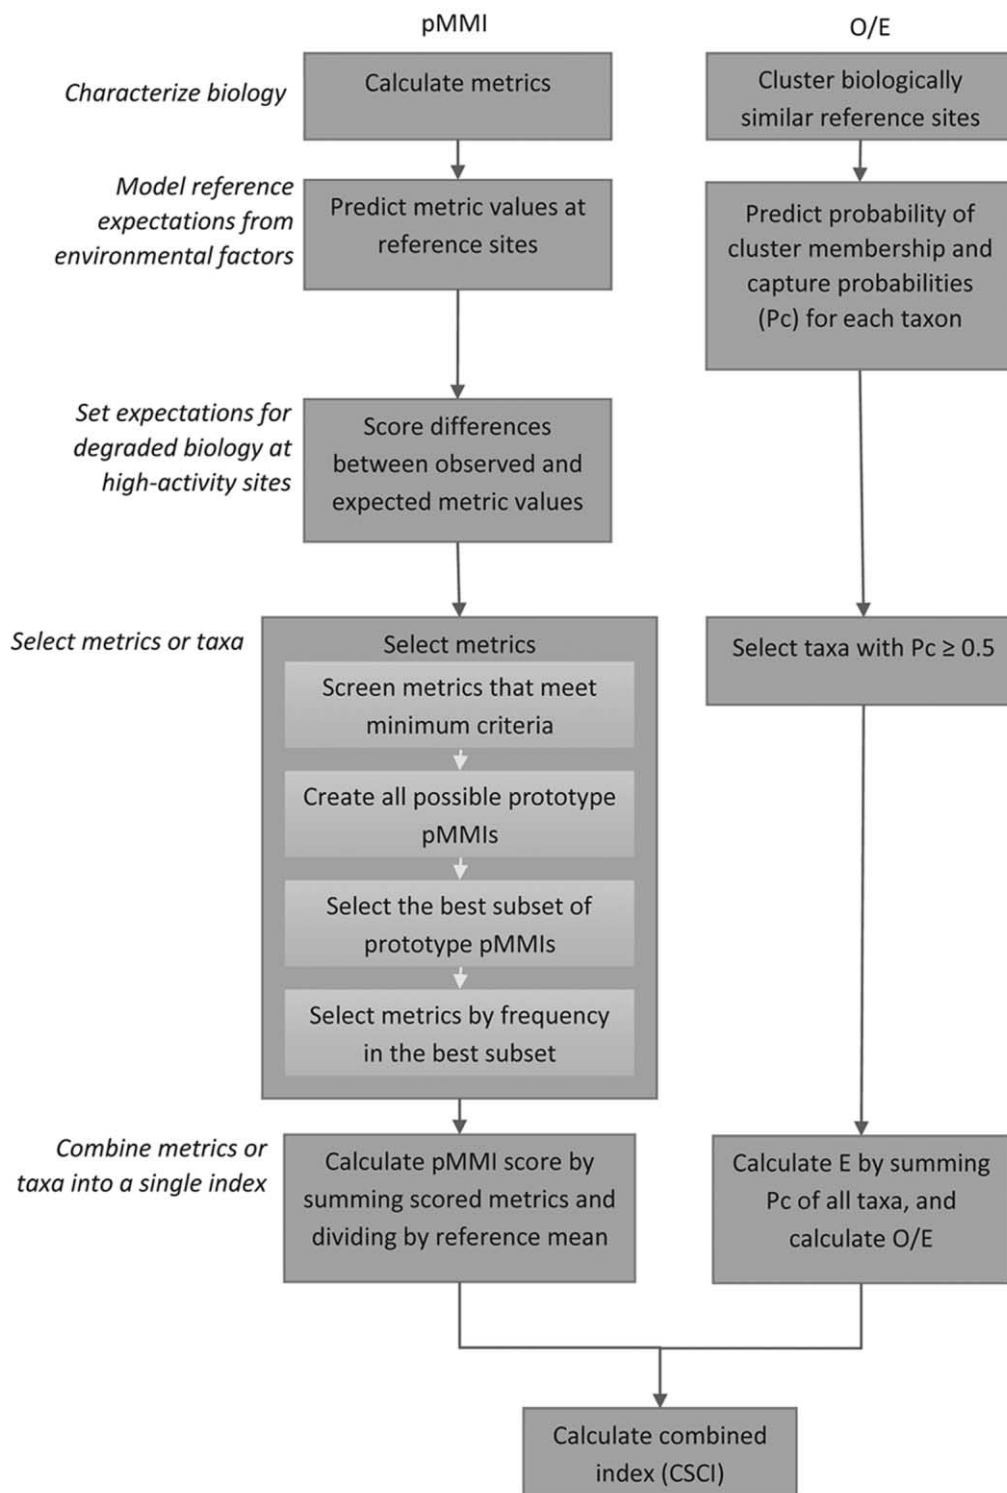 pMMI
O/E
Characterize biology
Calculate metrics
Cluster biologically
similar reference sites
Model reference
expectations from
environmental factors
Predict metric values at
reference sites
Predict probability of
cluster membership and
capture probabilities
(Pc) for each taxon
Set expectations for
degraded biology at
high-activity sites
Score differences
between observed and
expected metric values
Select metrics or taxa
Select metrics
Screen metrics that meet
minimum criteria
Create all possible prototype
pMMIs
Select the best subset of
prototype pMMIs
Select metrics by frequency
in the best subset
Select taxa with Pc ≥ 0.5
Combine metrics or
taxa into a single index
Calculate pMMI score by
summing scored metrics and
dividing by reference mean
Calculate E by summing
Pc of all taxa, and
calculate O/E
Calculate combined
index (CSCI)